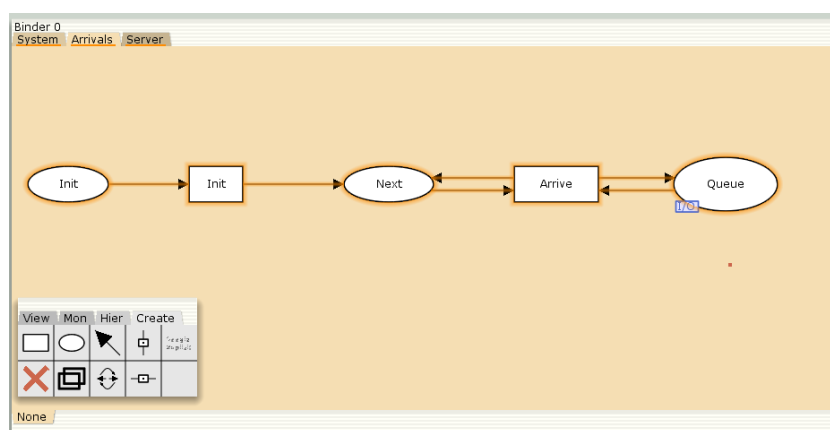 Binder 0
System Arrivals Server
Init Init Next Arrive Queue
I/O
View Mon Hier Create
None